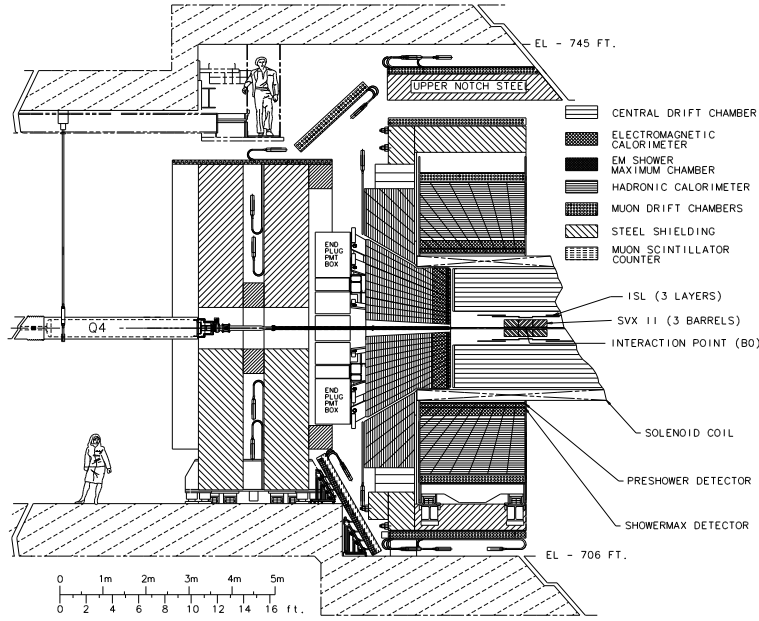 EL - 745 FT.
UPPER NOTCH STEEL
CENTRAL DRIFT CHAMBER
ELECTROMAGNETIC
CALORIMETER
EM SHOWER
MAXIMUM CHAMBER
HADRONIC CALORIMETER
MUON DRIFT CHAMBERS
STEEL SHIELDING
MUON SCINTILLATOR
COUNTER
END
PLUG
PMT
BOX
ISL (3 LAYERS)
SVX II (3 BARRELS)
INTERACTION POINT (B0)
Q4
END
PLUG
PMT
BOX
SOLENOID COIL
PRESHOWER DETECTOR
SHOWERMAX DETECTOR
EL - 706 FT.
0 1m 2m 3m 4m 5m
0 2 4 6 8 10 12 14 16 ft.